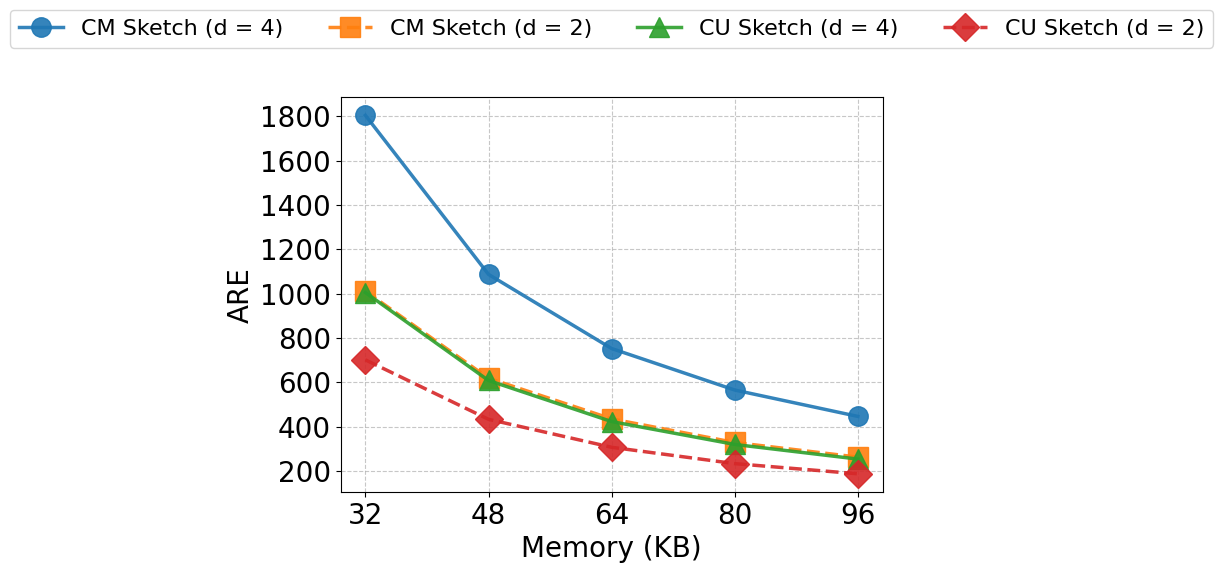 CM Sketch (d = 4) CM Sketch (d = 2) CU Sketch (d = 4) CU Sketch (d = 2)
1800
1600
1400
1200
1000
800
600
400
200
ARE
32 48 64 80 96
Memory (KB)